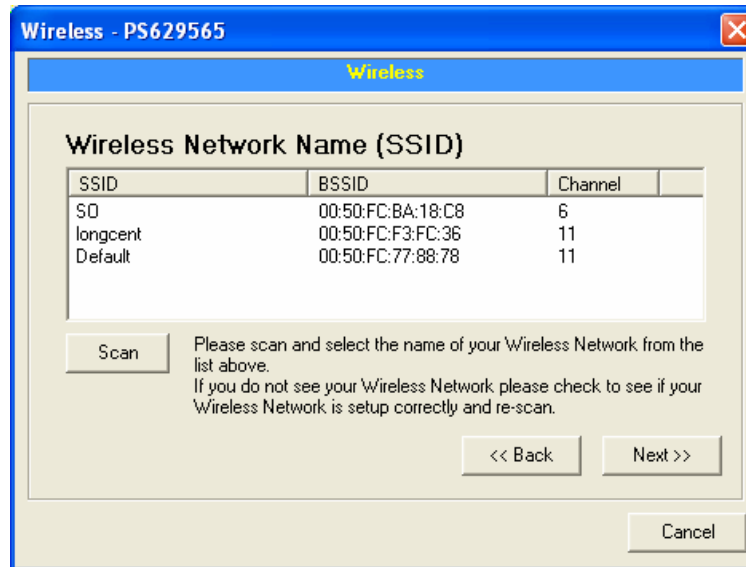 Wireless - PS629565
Wireless
Wireless Network Name (SSID)
SSID BSSID Channel
SO 00:50:FC:BA:18:C8 6
longcent 00:50:FC:F3:FC:36 11
Default 00:50:FC:77:88:78 11
Scan
Please scan and select the name of your Wireless Network from the
list above.
If you do not see your Wireless Network please check to see if your
Wireless Network is setup correctly and re-scan.
<< Back Next >>
Cancel